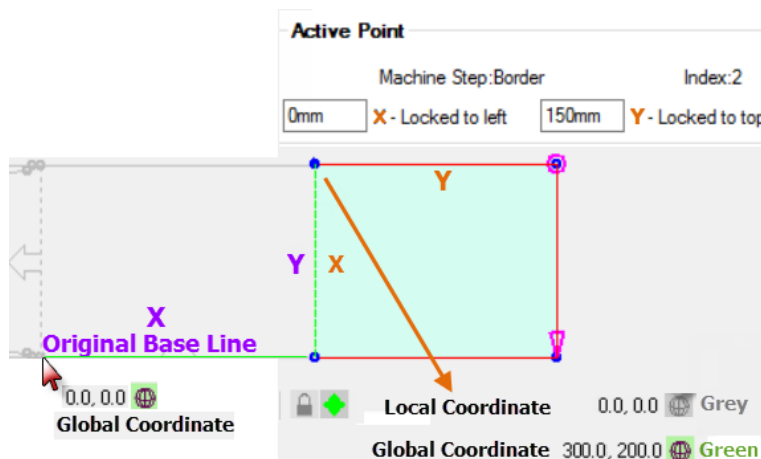 Active Point
Machine Step:Border Index:2
0mm X - Locked to left 150mm Y - Locked to top
Y
Y X
X
Original Base Line
0.0, 0.0
Global Coordinate
Local Coordinate 0.0, 0.0 Grey
Global Coordinate 300.0, 200.0 Green